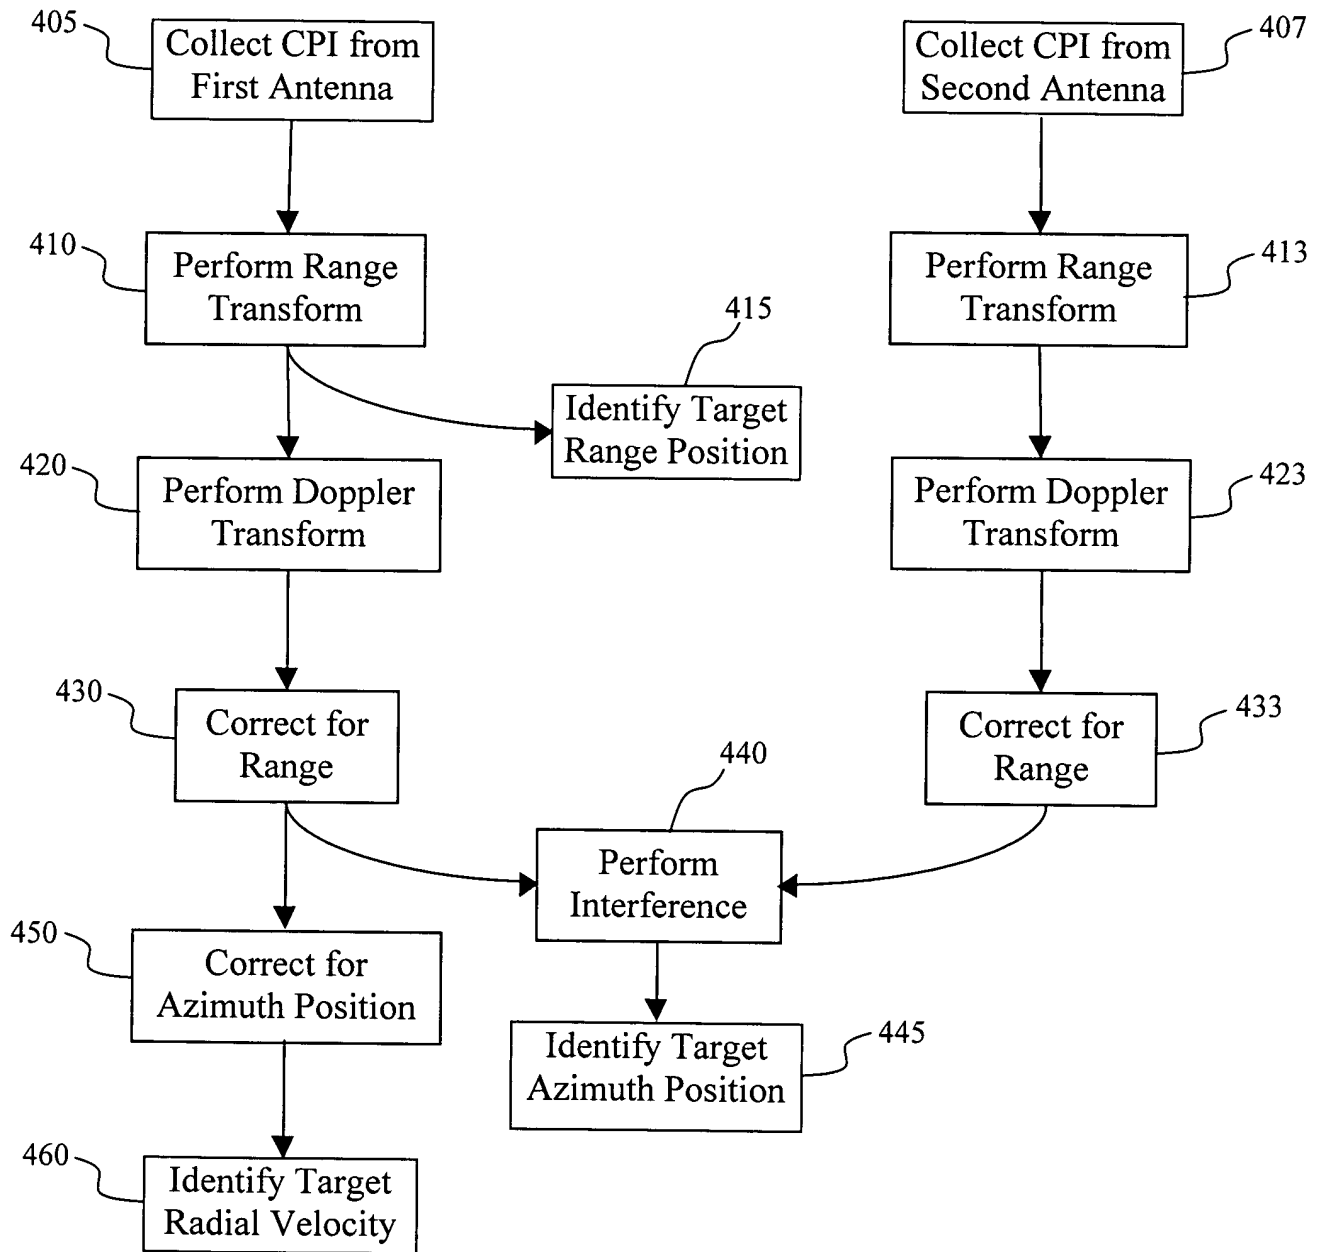 405
Collect CPI from
First Antenna
Collect CPI from
Second Antenna
407
410
Perform Range
Transform
Perform Range
Transform
413
415
Identify Target
Range Position
420
Perform Doppler
Transform
Perform Doppler
Transform
423
430
Correct for
Range
Correct for
Range
433
440
Perform
Interference
450
Correct for
Azimuth Position
Identify Target
Azimuth Position
445
460
Identify Target
Radial Velocity